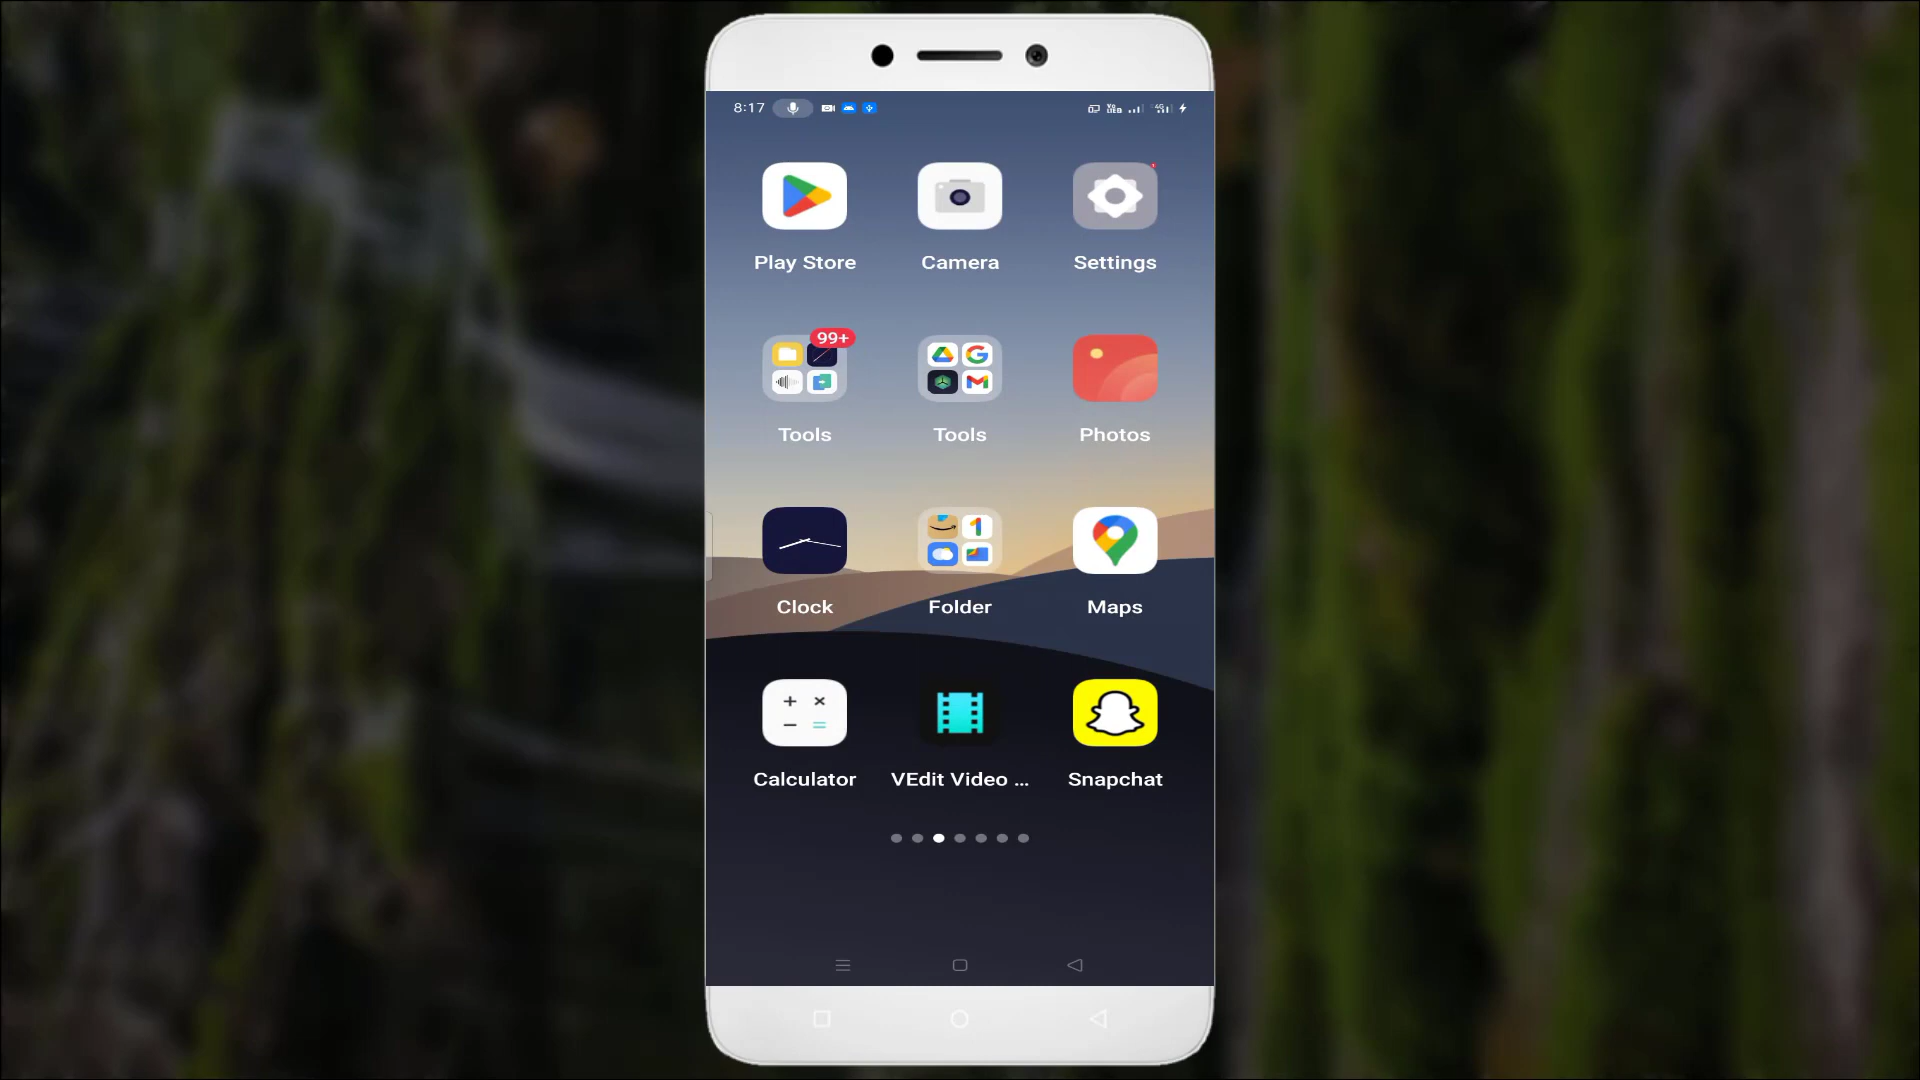 8:17
Play Store Camera Settings
99+
Tools Tools Photos
Clock Folder Maps
Calculator VEdit Video ... Snapchat